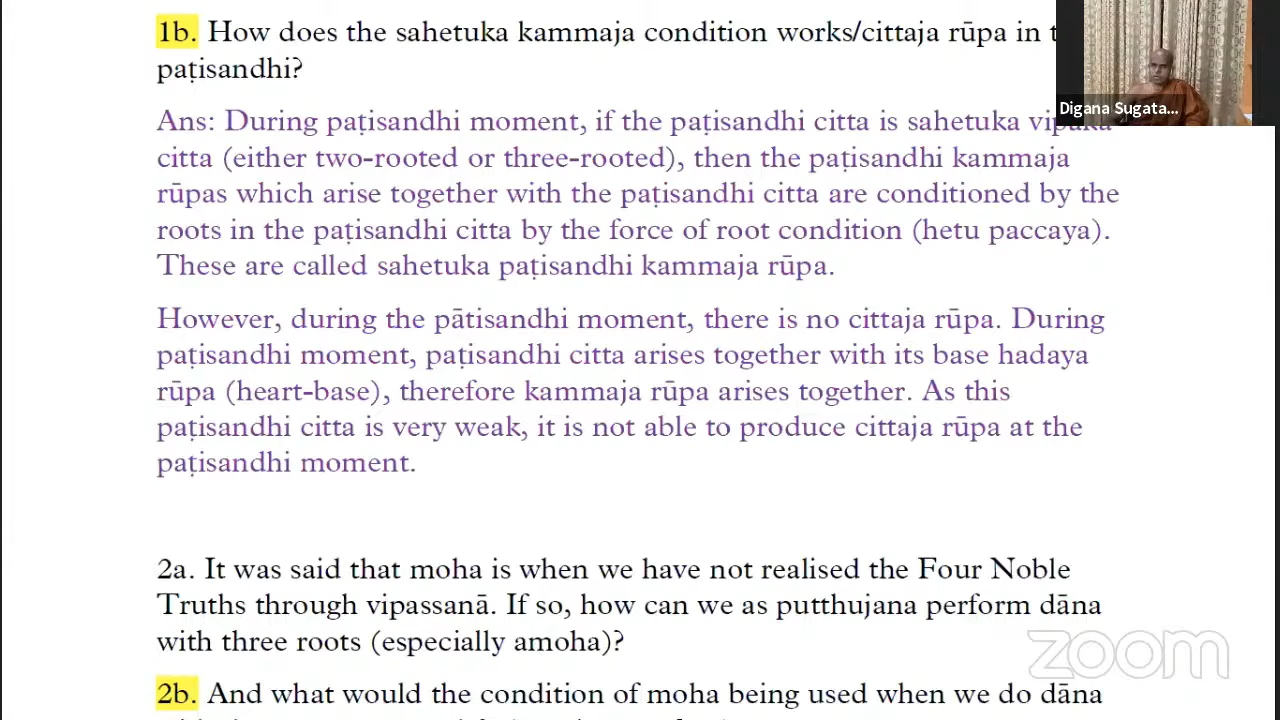 1b. How does the sahetuka kammaja condition works/cittaja rūpa in
paṭisandhi?
Digana Sugata...
Ans: During paṭisandhi moment, if the paṭisandhi citta is sahetuka vipāka
citta (either two-rooted or three-rooted), then the paṭisandhi kammaja
rūpas which arise together with the paṭisandhi citta are conditioned by the
roots in the paṭisandhi citta by the force of root condition (hetu paccaya).
These are called sahetuka paṭisandhi kammaja rūpa.
However, during the pātisandhi moment, there is no cittaja rūpa. During
paṭisandhi moment, paṭisandhi citta arises together with its base hadaya
rūpa (heart-base), therefore kammaja rūpa arises together. As this
paṭisandhi citta is very weak, it is not able to produce cittaja rūpa at the
paṭisandhi moment.
2a. It was said that moha is when we have not realised the Four Noble
Truths through vipassanā. If so, how can we as putthujana perform dāna
with three roots (especially amoha)?
zoom
2b. And what would the condition of moha being used when we do dāna